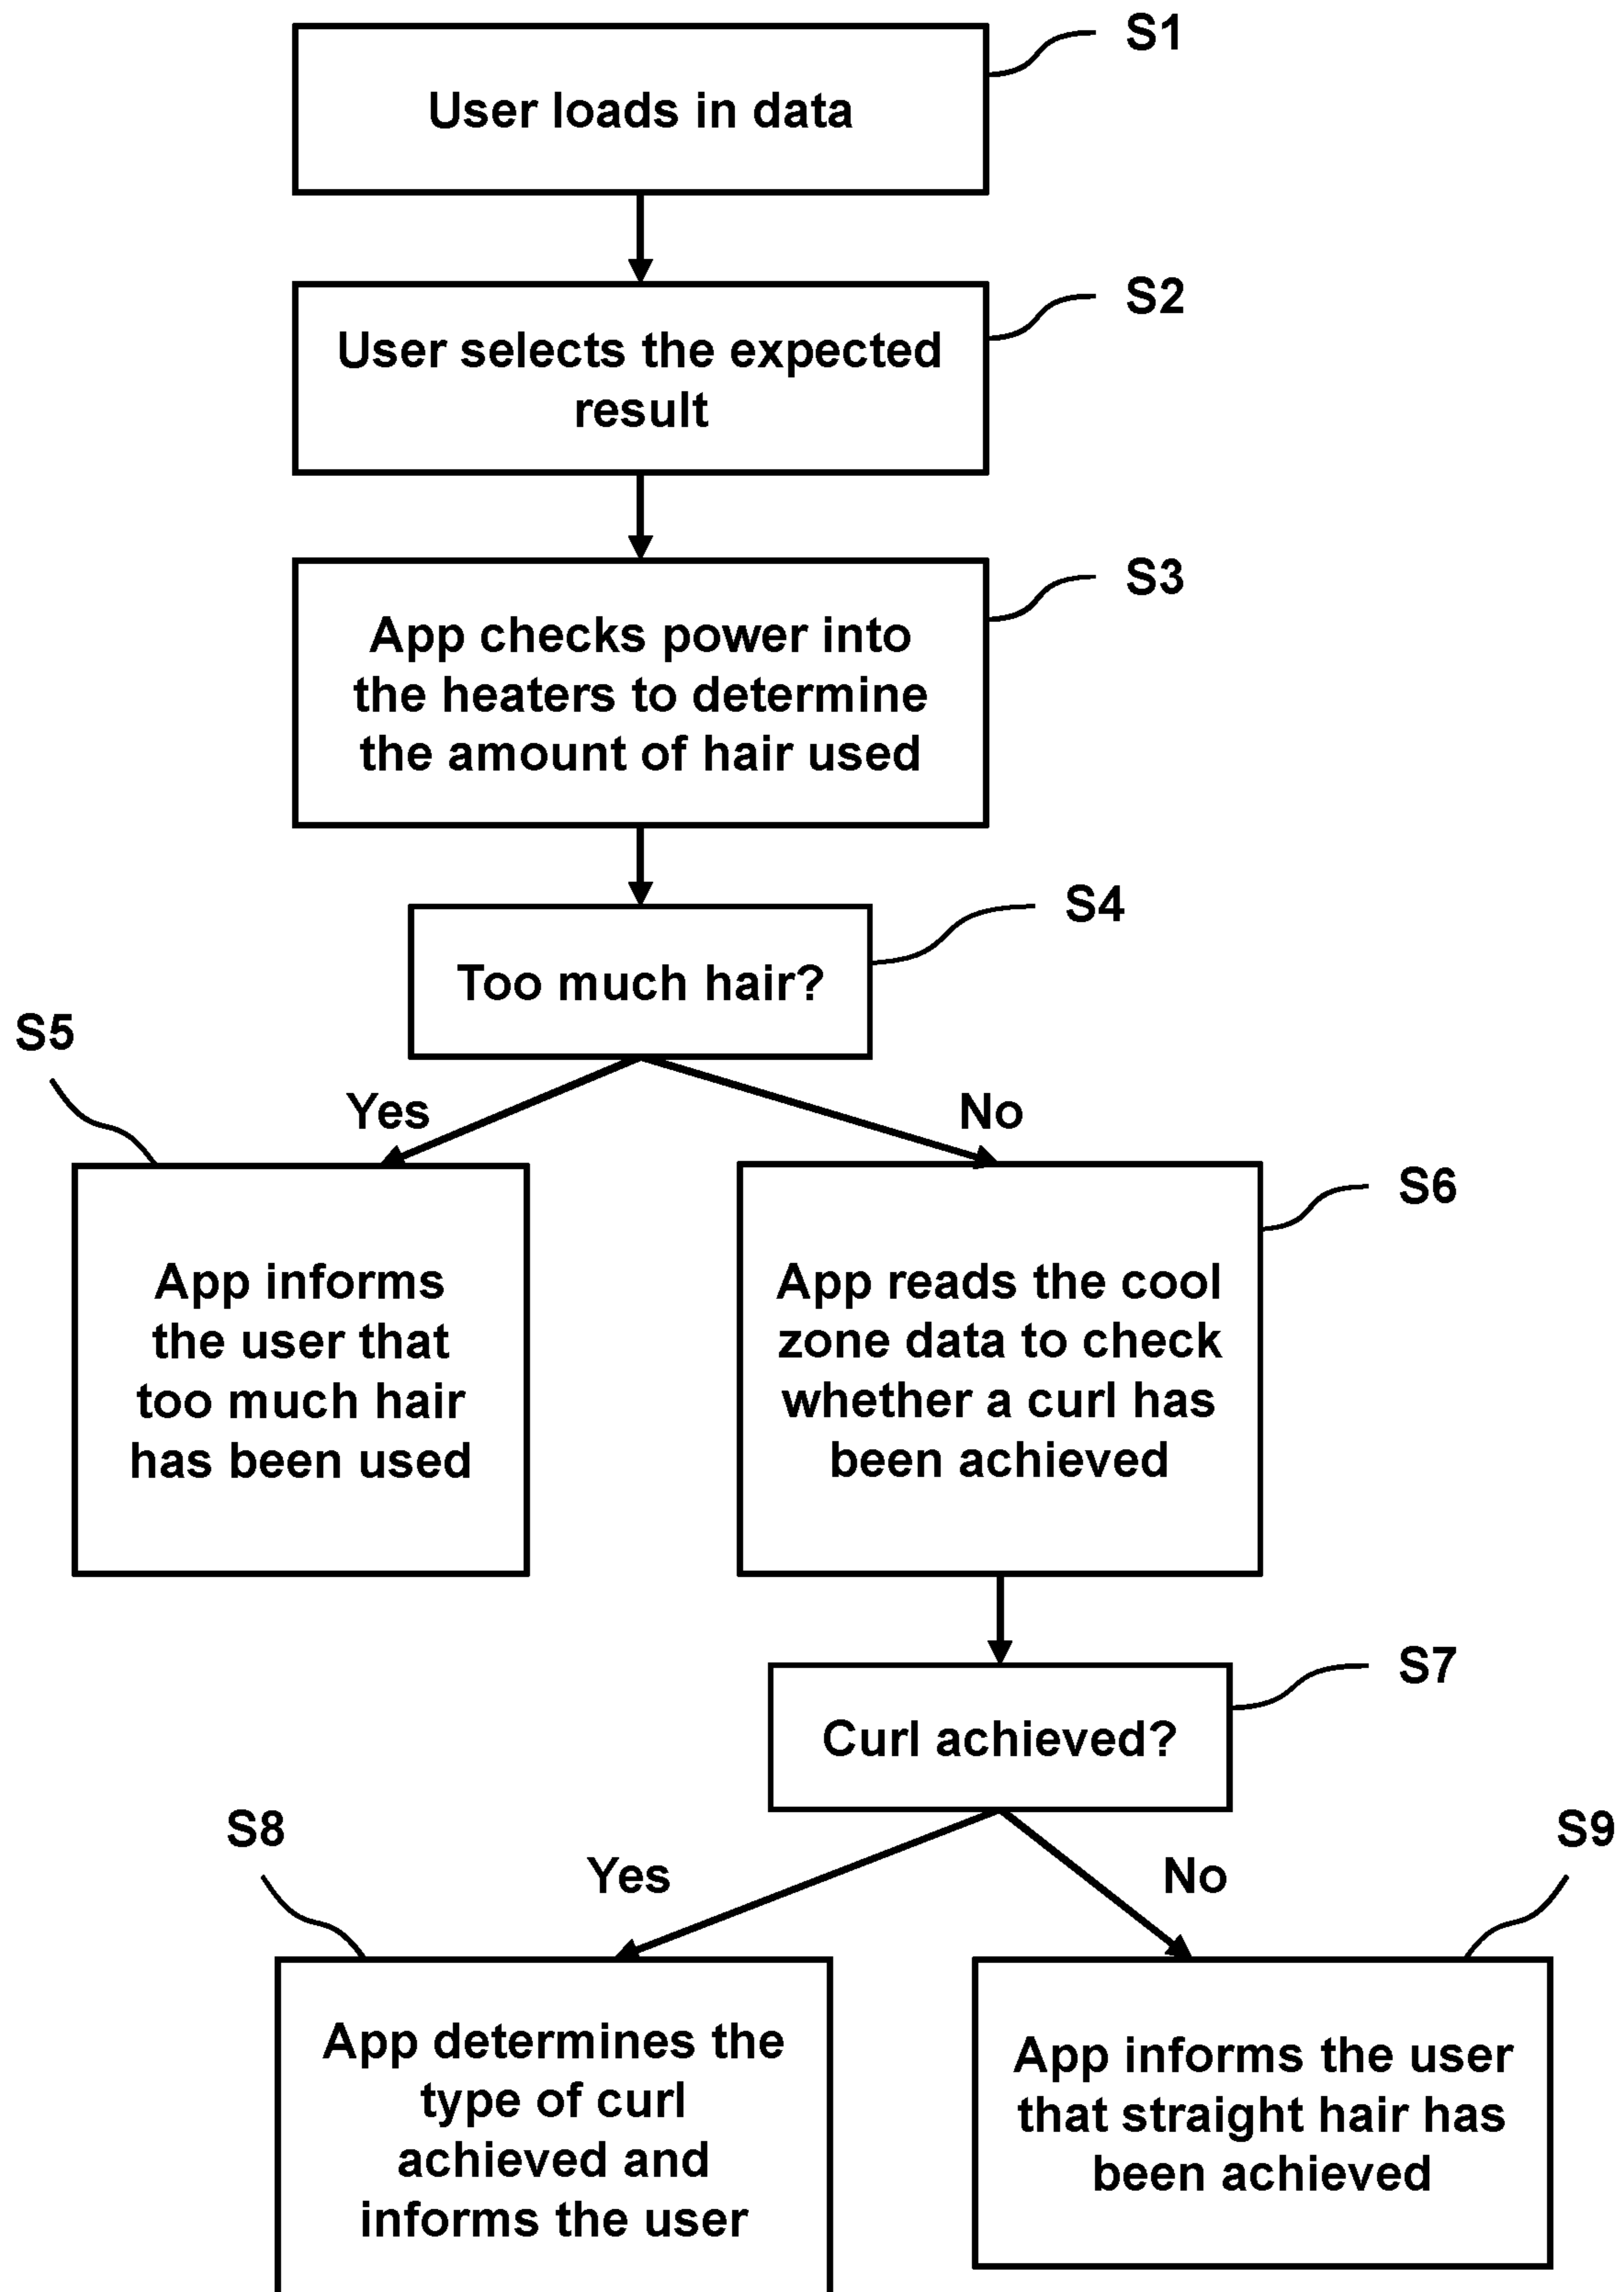 S1
User loads in data
S2
User selects the expected
result
S3
App checks power into
the heaters to determine
the amount of hair used
S4
Too much hair?
S5
Yes
No
S6
App informs
the user that
too much hair
has been used
App reads the cool
zone data to check
whether a curl has
been achieved
S7
Curl achieved?
S8
S9
Yes
No
App determines the
type of curl
achieved and
informs the user
App informs the user
that straight hair has
been achieved